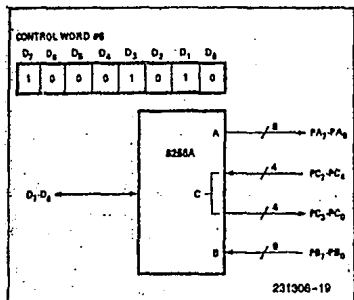 CONTROL WORD #6
D7 D6 D5 D4 D3 D2 D1 D0
1 0 0 0 1 0 1 0
A
8
PA7-PA0
8255A
4
PC7-PC4
D7-D0
C
4
PC3-PC0
B
8
PB7-PB0
231306-19